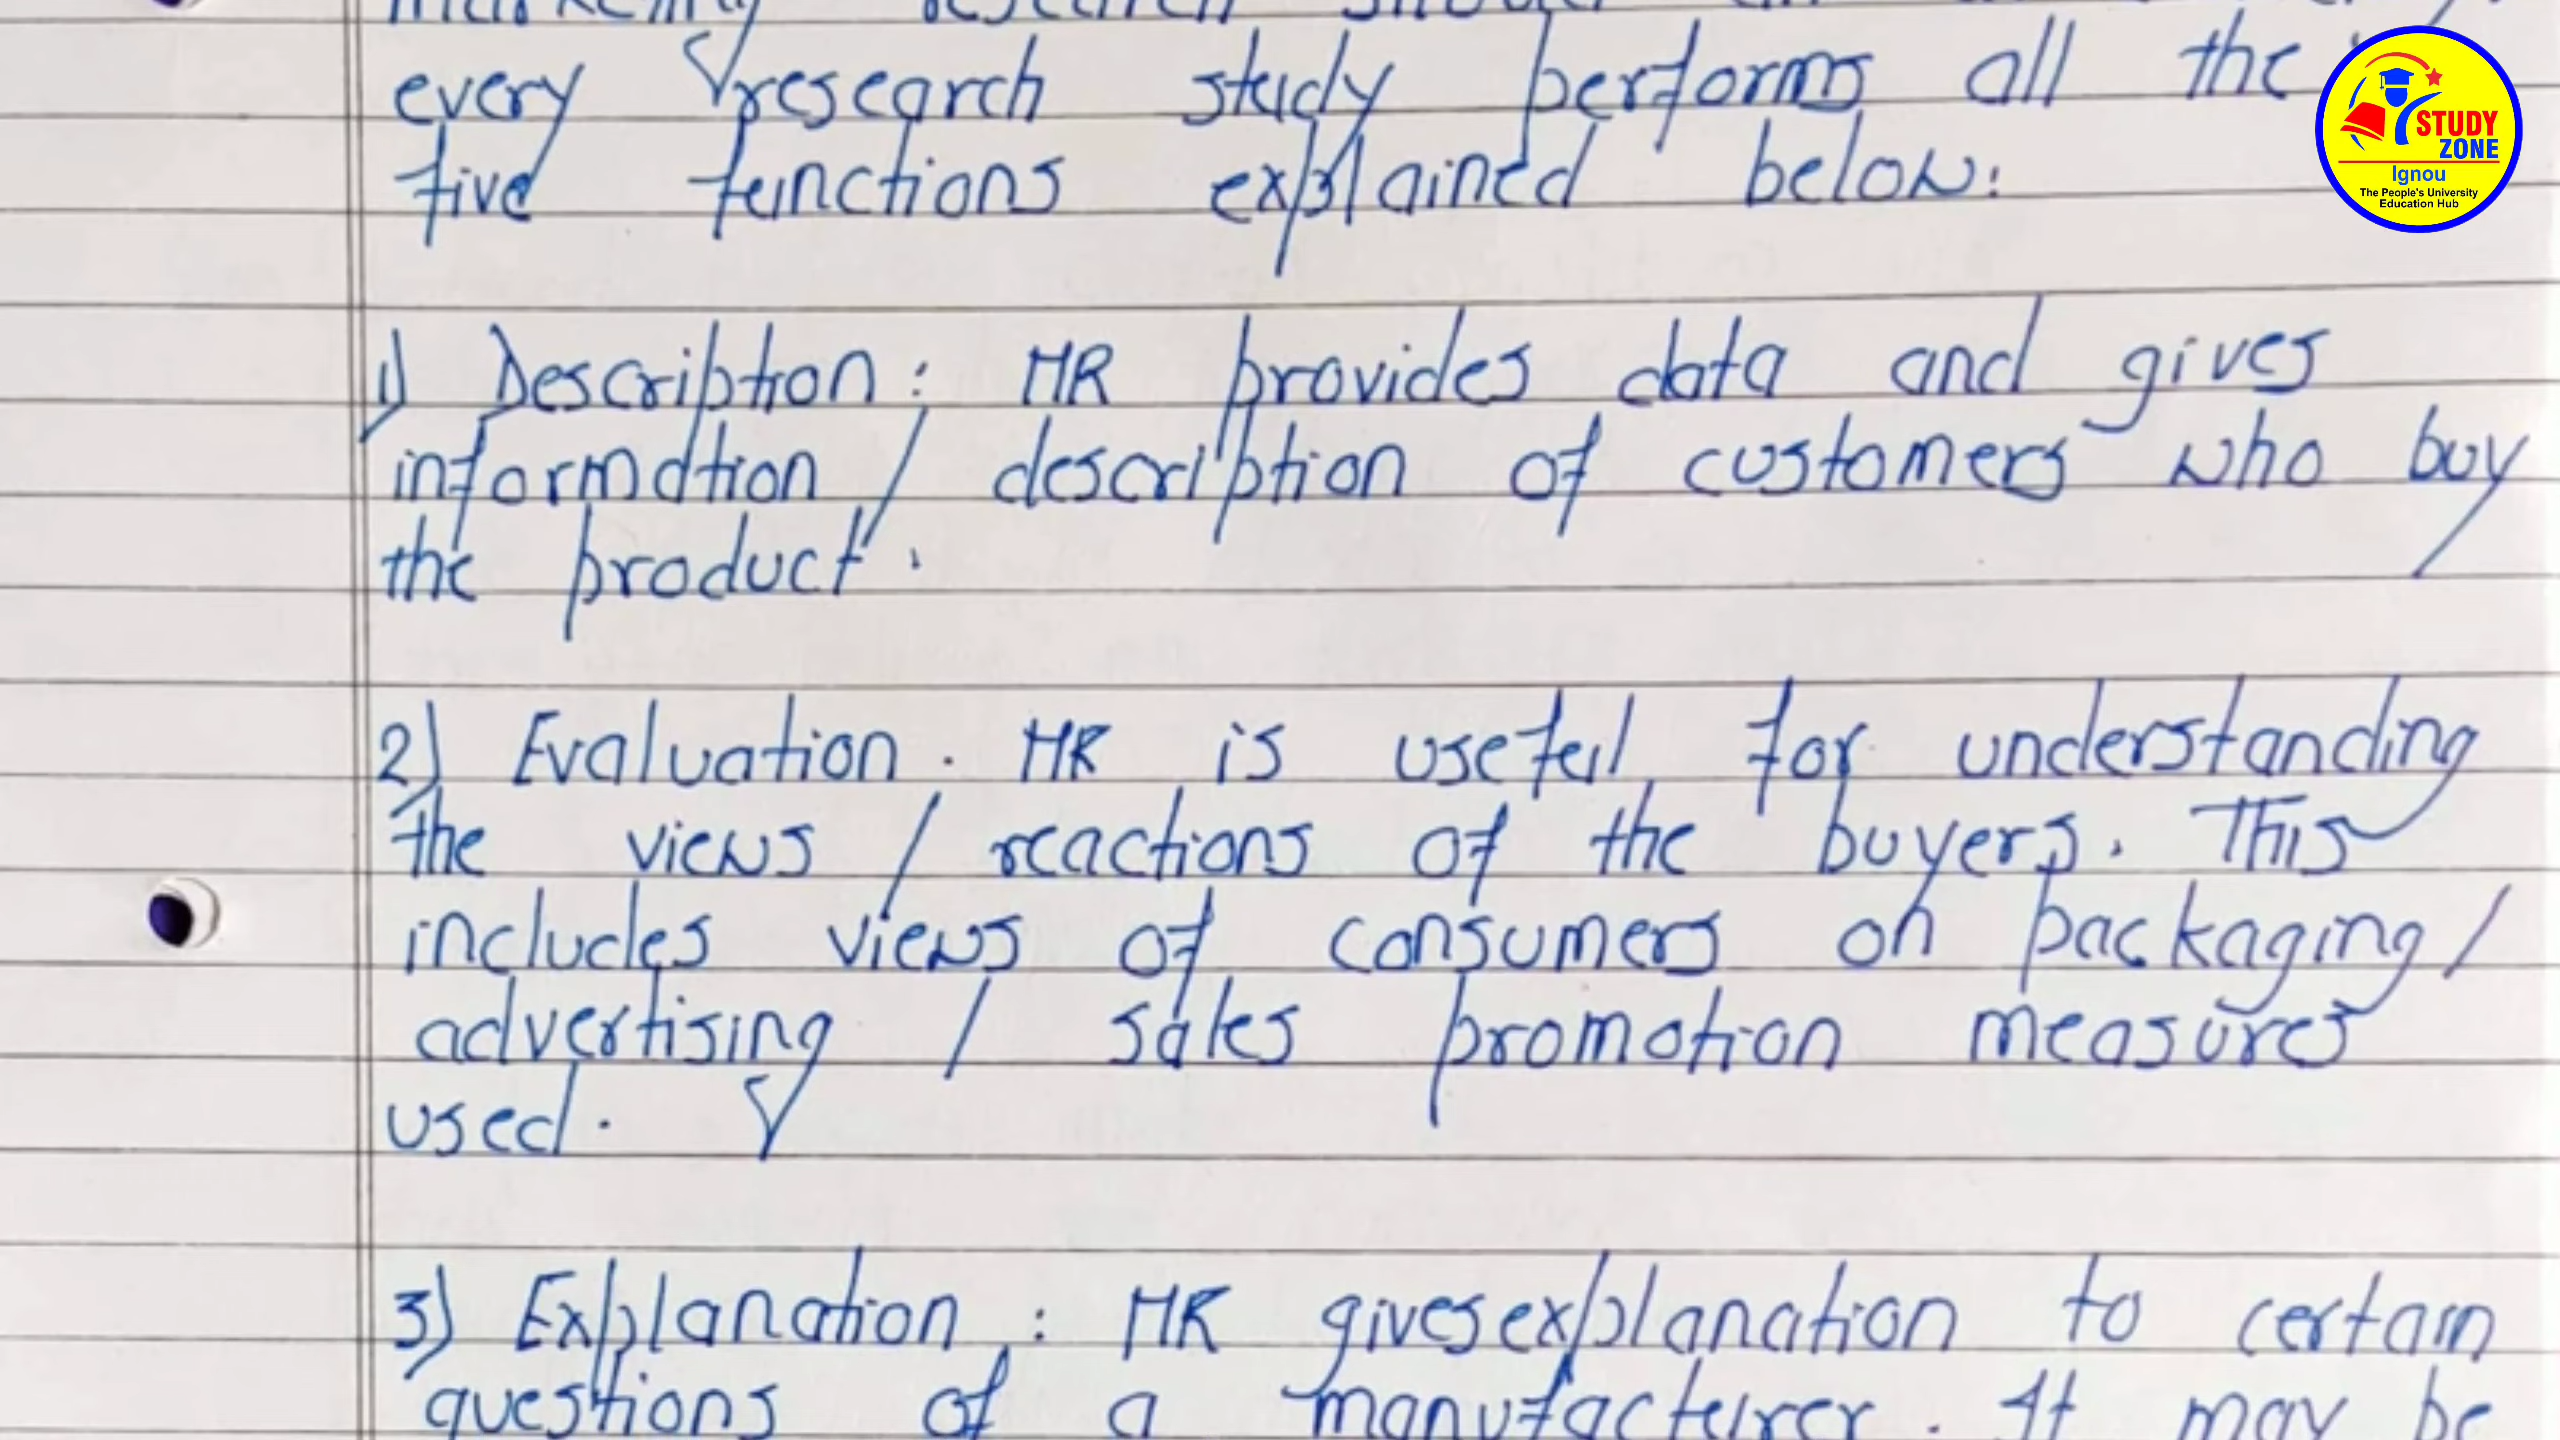 marketing research should
every research study performs all the
five functions explained below:
1) Description: MR provides data and gives
information / description of customers who buy
the product.
2) Evaluation. MR is useful for understanding
the views / reactions of the buyers. This
includes views of consumers on packaging /
advertising / sales promotion measures
used.
3) Explanation : MR gives explanation to certain
questions of a manufacturer. It may be
STUDY
ZONE
Ignou
The People's University
Education Hub